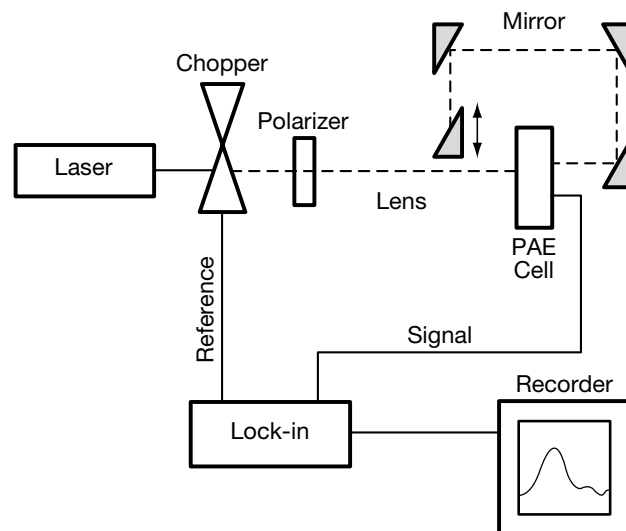 Mirror
Chopper
Polarizer
Laser
Lens
PAE
Cell
Reference
Signal
Recorder
Lock-in